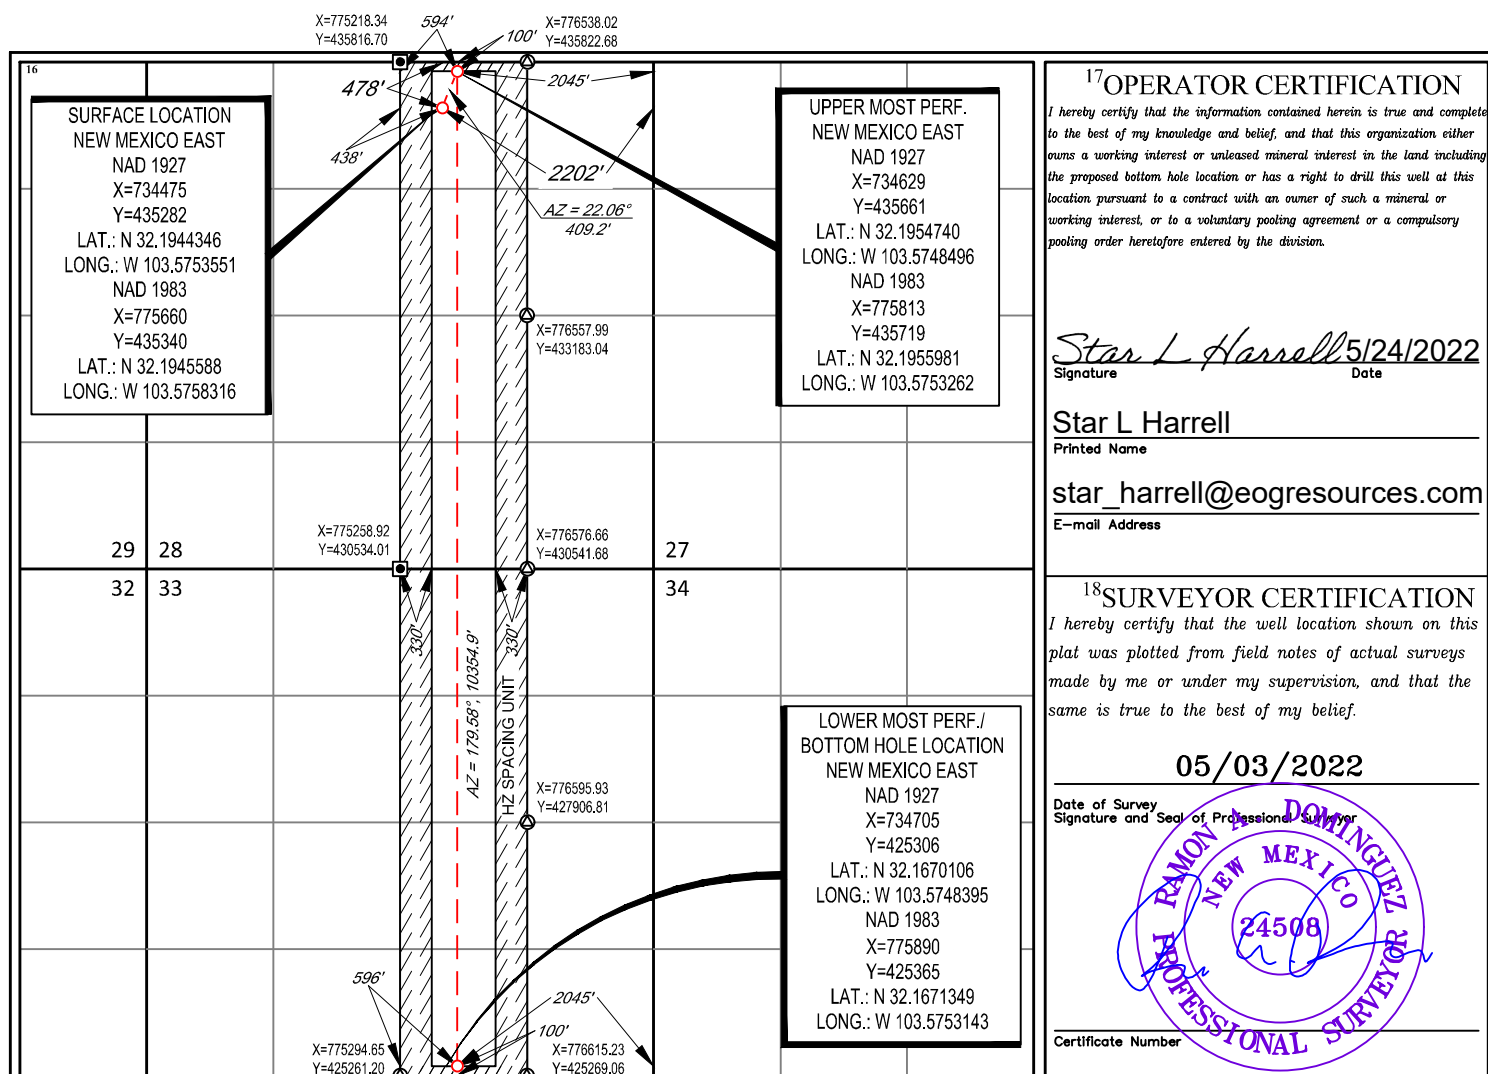 X=775218.34
Y=435816.70
594'
100'
X=776538.02
Y=435822.68
16
478'
2045'
438'
2202'
AZ = 22.06°
409.2'
SURFACE LOCATION
NEW MEXICO EAST
NAD 1927
X=734475
Y=435282
LAT.: N 32.1944346
LONG.: W 103.5753551
NAD 1983
X=775660
Y=435340
LAT.: N 32.1945588
LONG.: W 103.5758316
UPPER MOST PERF.
NEW MEXICO EAST
NAD 1927
X=734629
Y=435661
LAT.: N 32.1954740
LONG.: W 103.5748496
NAD 1983
X=775813
Y=435719
LAT.: N 32.1955981
LONG.: W 103.5753262
X=776557.99
Y=433183.04
X=775258.92
Y=430534.01
X=776576.66
Y=430541.68
29 28
27
32 33
34
330'
330'
AZ = 179.58°, 10354.9'
HZ SPACING UNIT
X=776595.93
Y=427906.81
LOWER MOST PERF./
BOTTOM HOLE LOCATION
NEW MEXICO EAST
NAD 1927
X=734705
Y=425306
LAT.: N 32.1670106
LONG.: W 103.5748395
NAD 1983
X=775890
Y=425365
LAT.: N 32.1671349
LONG.: W 103.5753143
596'
2045'
100'
X=775294.65
Y=425261.20
X=776615.23
Y=425269.06
17 OPERATOR CERTIFICATION
I hereby certify that the information contained herein is true and complete
to the best of my knowledge and belief, and that this organization either
owns a working interest or unleased mineral interest in the land including
the proposed bottom hole location or has a right to drill this well at this
location pursuant to a contract with an owner of such a mineral or
working interest, or to a voluntary pooling agreement or a compulsory
pooling order heretofore entered by the division.
Star L Harrell 5/24/2022
Signature Date
Star L Harrell
Printed Name
star_harrell@eogresources.com
E-mail Address
18 SURVEYOR CERTIFICATION
I hereby certify that the well location shown on this
plat was plotted from field notes of actual surveys
made by me or under my supervision, and that the
same is true to the best of my belief.
05/03/2022
Date of Survey
Signature and Seal of Professional Surveyor
RAMON A. DOMINGUEZ
NEW MEXICO
24508
PROFESSIONAL SURVEYOR
Certificate Number